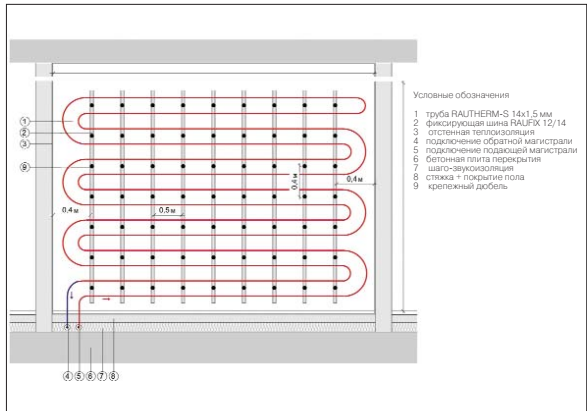 Условные обозначения
1 труба RAUTHERM-S 14x1,5 мм
2 фиксирующая шина RAUFIX 12/14
3 отстенная теплоизоляция
4 подключение обратной магистрали
5 подключение подающей магистрали
6 бетонная плита перекрытия
7 шаго-звукоизоляция
8 стяжка + покрытие пола
9 крепежный дюбель
1
2
3
9
0,4 м
0,4 м
0,4 м
0,5 м
4 5 6 7 8